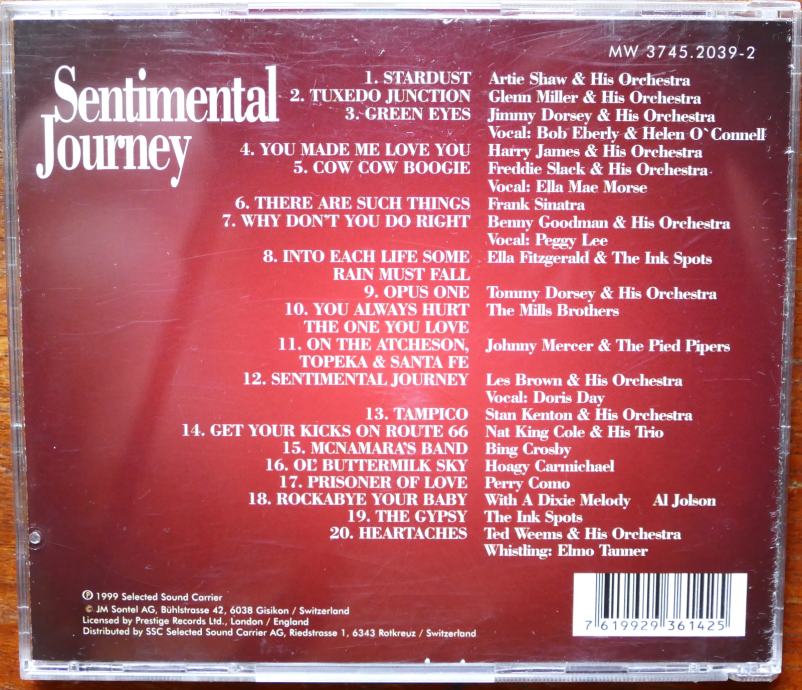 MW 3745.2039-2
Sentimental
Journey
1. STARDUST Artie Shaw & His Orchestra
2. TUXEDO JUNCTION Glenn Miller & His Orchestra
3. GREEN EYES Jimmy Dorsey & His Orchestra
Vocal: Bob Eberly & Helen O`Connell
4. YOU MADE ME LOVE YOU Harry James & His Orchestra
5. COW COW BOOGIE Freddie Slack & His Orchestra
Vocal: Ella Mae Morse
6. THERE ARE SUCH THINGS Frank Sinatra
7. WHY DON'T YOU DO RIGHT Benny Goodman & His Orchestra
Vocal: Peggy Lee
8. INTO EACH LIFE SOME Ella Fitzgerald & The Ink Spots
RAIN MUST FALL
9. OPUS ONE Tommy Dorsey & His Orchestra
10. YOU ALWAYS HURT The Mills Brothers
THE ONE YOU LOVE
11. ON THE ATCHESON, Johnny Mercer & The Pied Pipers
TOPEKA & SANTA FE
12. SENTIMENTAL JOURNEY Les Brown & His Orchestra
Vocal: Doris Day
13. TAMPICO Stan Kenton & His Orchestra
14. GET YOUR KICKS ON ROUTE 66 Nat King Cole & His Trio
15. MCNAMARA'S BAND Bing Crosby
16. OL' BUTTERMILK SKY Hoagy Carmichael
17. PRISONER OF LOVE Perry Como
18. ROCKABYE YOUR BABY With A Dixie Melody Al Jolson
19. THE GYPSY The Ink Spots
20. HEARTACHES Ted Weems & His Orchestra
Whistling: Elmo Tanner
℗ 1999 Selected Sound Carrier
© JM Sontel AG, Bühlstrasse 42, 6038 Gisikon / Switzerland
Licensed by Prestige Records Ltd., London / England
Distributed by SSC Selected Sound Carrier AG, Riedstrasse 1, 6343 Rotkreuz / Switzerland
7 619929 361425